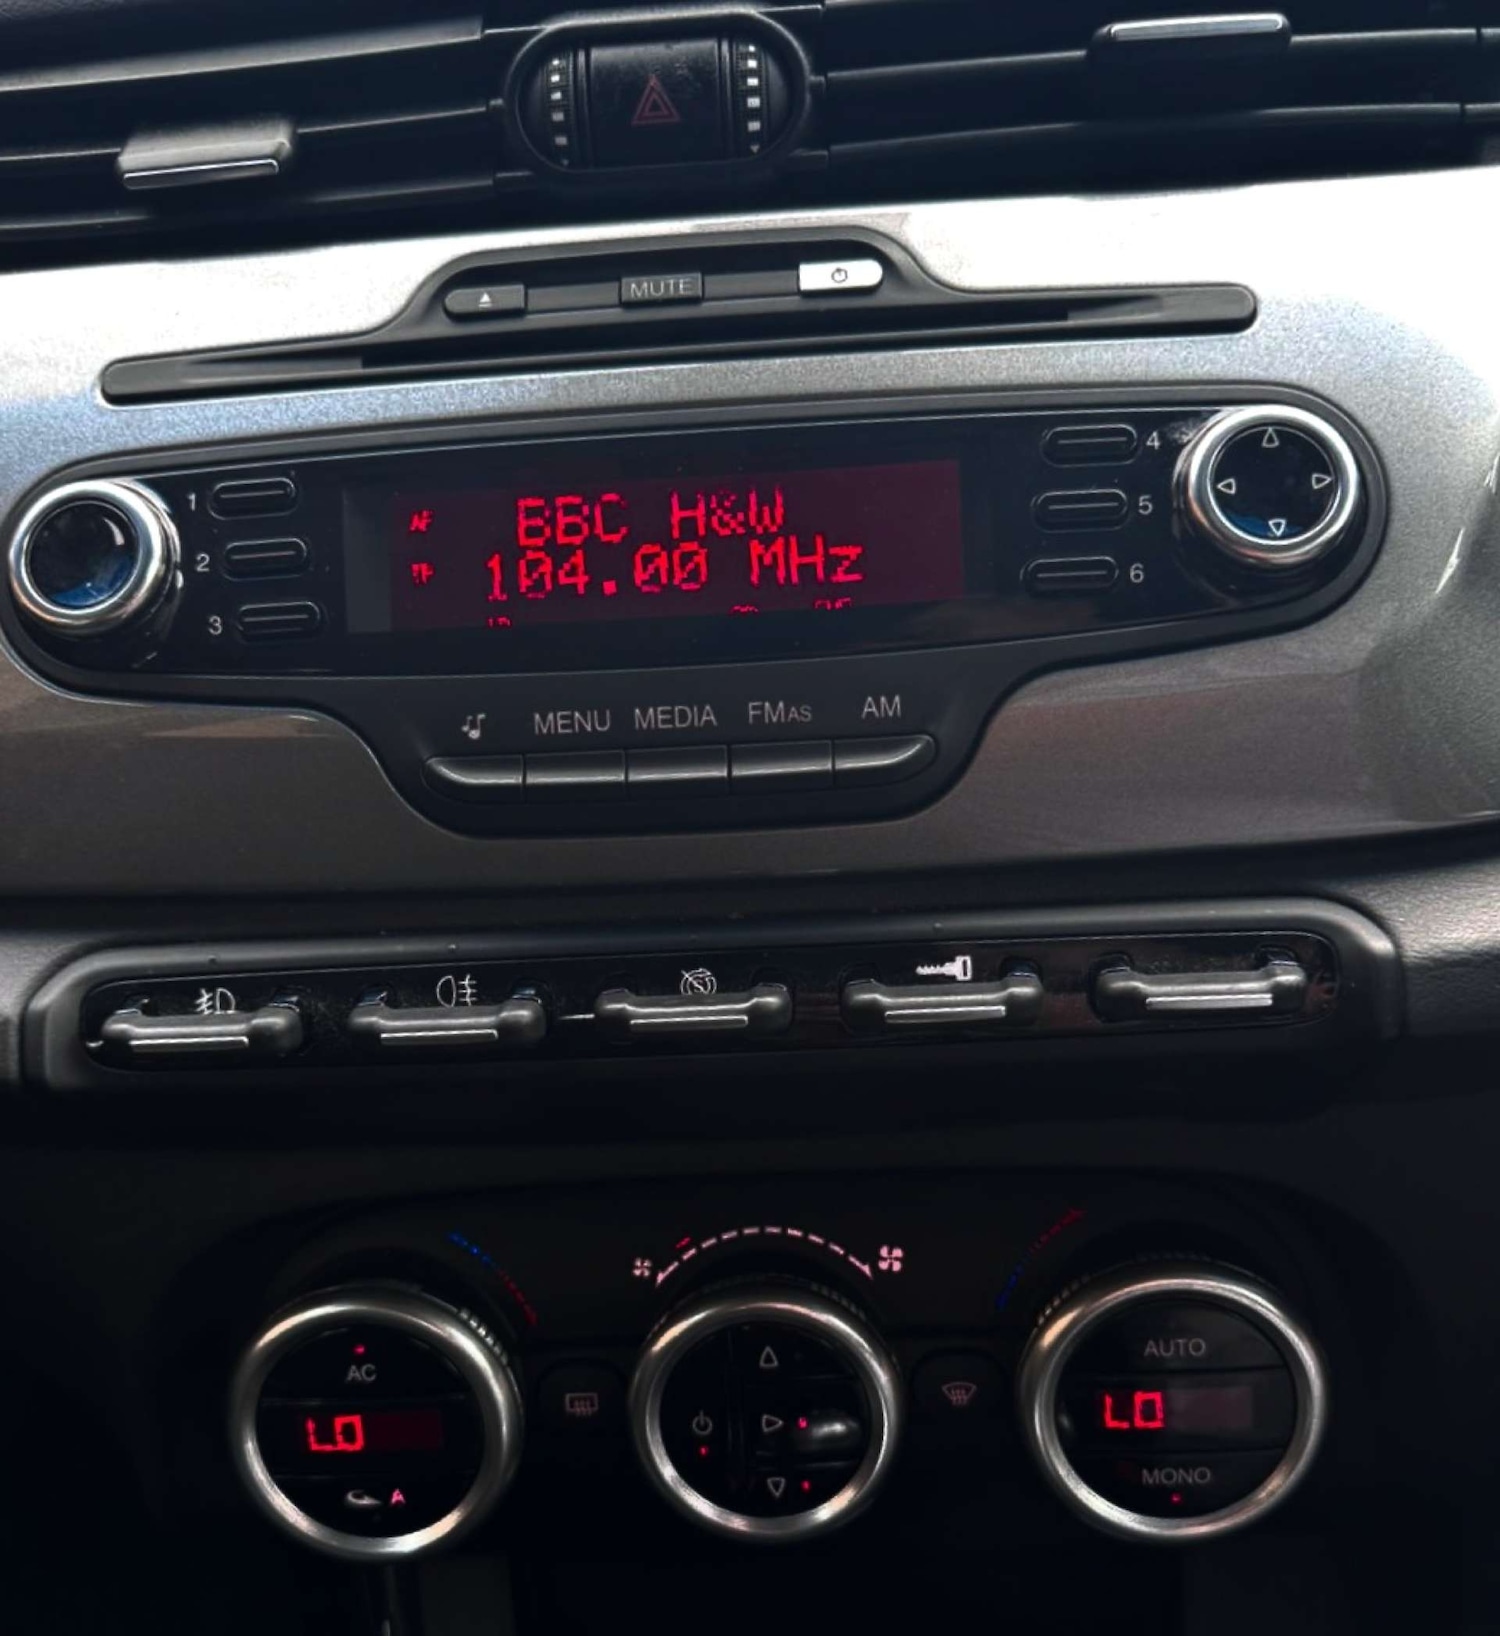 MUTE
1
2
3
AF
TP
BBC H&W
104.00 MHz
4
5
6
MENU MEDIA FMAS AM
AC
LO
A
AUTO
LO
MONO